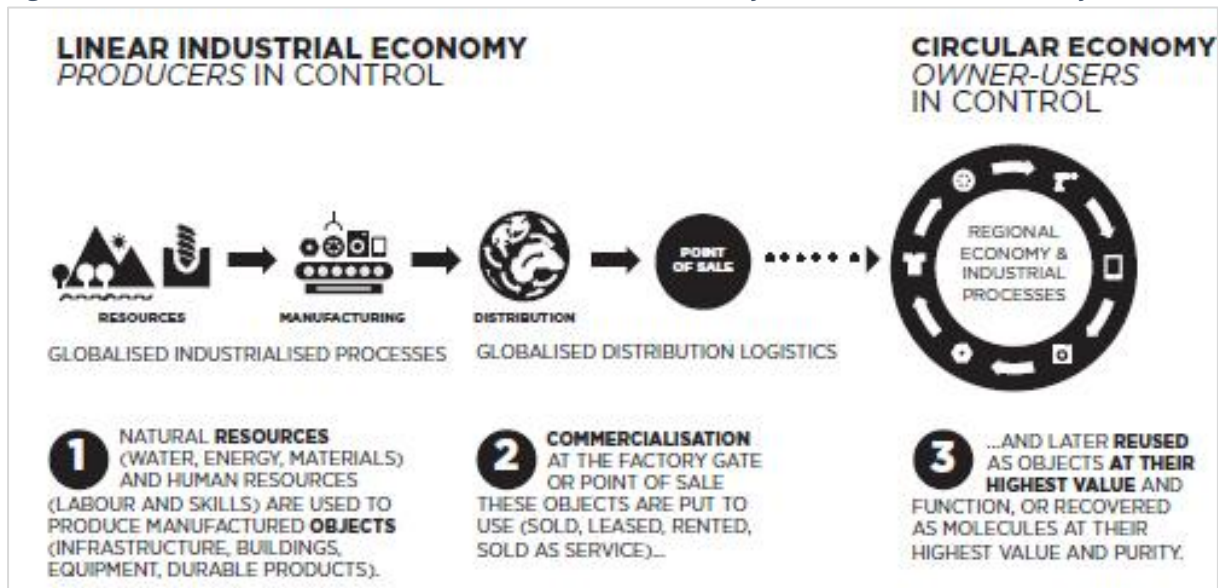 LINEAR INDUSTRIAL ECONOMY
PRODUCERS IN CONTROL
CIRCULAR ECONOMY
OWNER-USERS
IN CONTROL
RESOURCES
MANUFACTURING
DISTRIBUTION
POINT
OF SALE
REGIONAL
ECONOMY &
INDUSTRIAL
PROCESSES
GLOBALISED INDUSTRIALISED PROCESSES
GLOBALISED DISTRIBUTION LOGISTICS
1
NATURAL RESOURCES
(WATER, ENERGY, MATERIALS)
AND HUMAN RESOURCES
(LABOUR AND SKILLS) ARE USED TO
PRODUCE MANUFACTURED OBJECTS
(INFRASTRUCTURE, BUILDINGS,
EQUIPMENT, DURABLE PRODUCTS).
2
COMMERCIALISATION
AT THE FACTORY GATE
OR POINT OF SALE
THESE OBJECTS ARE PUT TO
USE (SOLD, LEASED, RENTED,
SOLD AS SERVICE)...
3
...AND LATER REUSED
AS OBJECTS AT THEIR
HIGHEST VALUE AND
FUNCTION, OR RECOVERED
AS MOLECULES AT THEIR
HIGHEST VALUE AND PURITY.